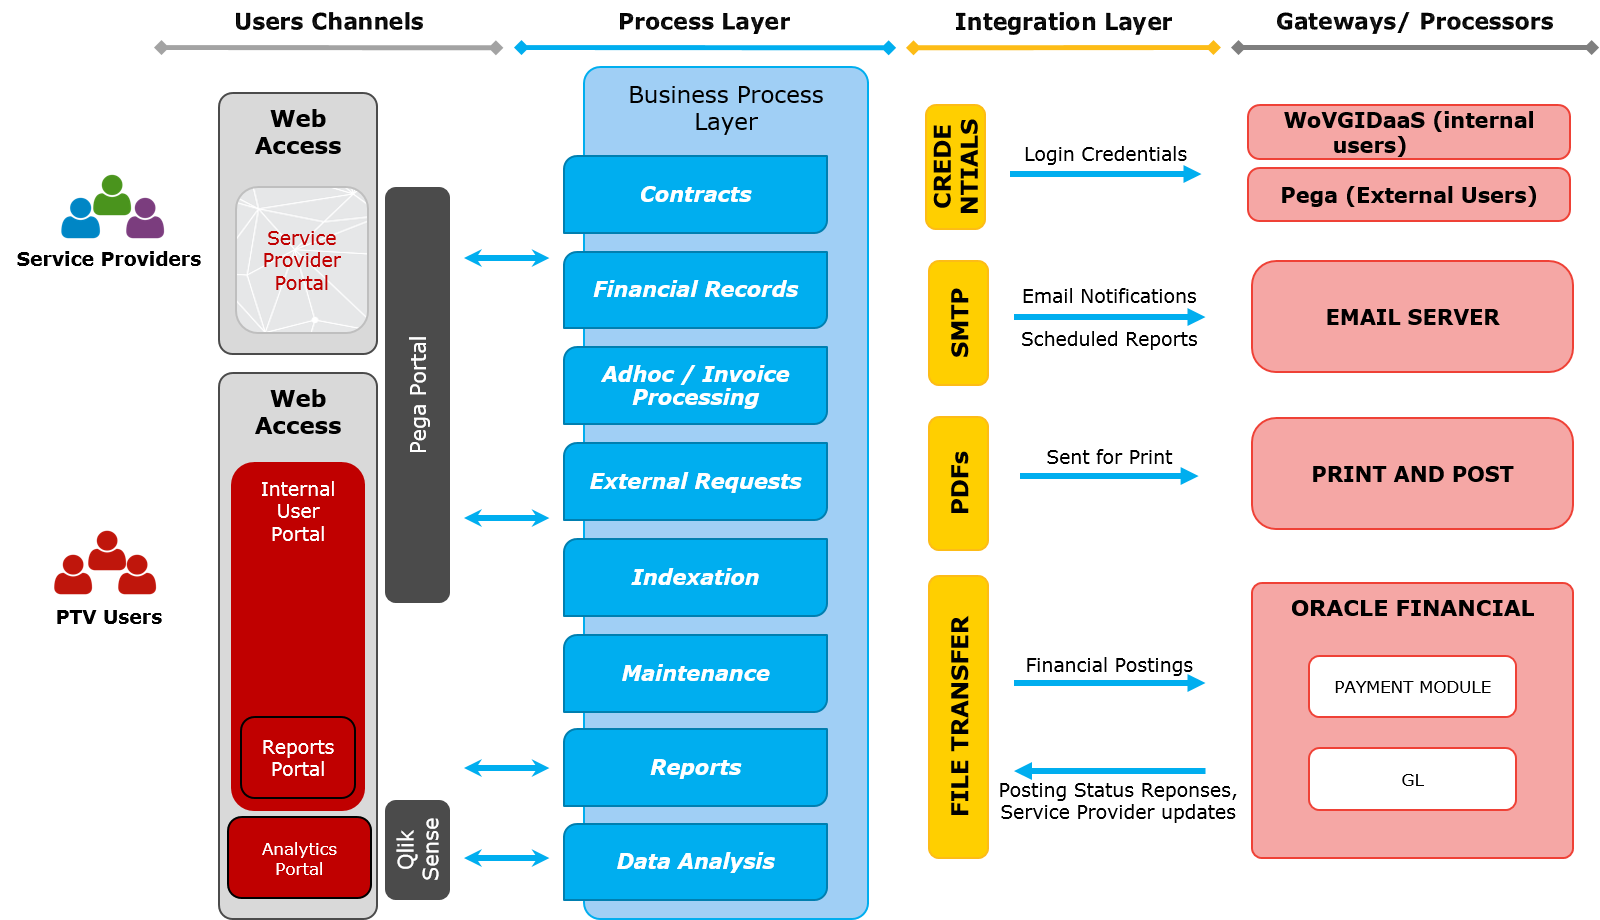 Users Channels
Process Layer
Integration Layer
Gateways/ Processors
Service Providers
PTV Users
Web
Access
Service
Provider
Portal
Web
Access
Internal
User
Portal
Reports
Portal
Analytics
Portal
Pega Portal
Qlik
Sense
Business Process
Layer
Contracts
Financial Records
Adhoc / Invoice
Processing
External Requests
Indexation
Maintenance
Reports
Data Analysis
CREDE
NTIALS
Login Credentials
WoVGIDaaS (internal
users)
Pega (External Users)
SMTP
Email Notifications
Scheduled Reports
EMAIL SERVER
PDFs
Sent for Print
PRINT AND POST
FILE TRANSFER
Financial Postings
Posting Status Reponses,
Service Provider updates
ORACLE FINANCIAL
PAYMENT MODULE
GL